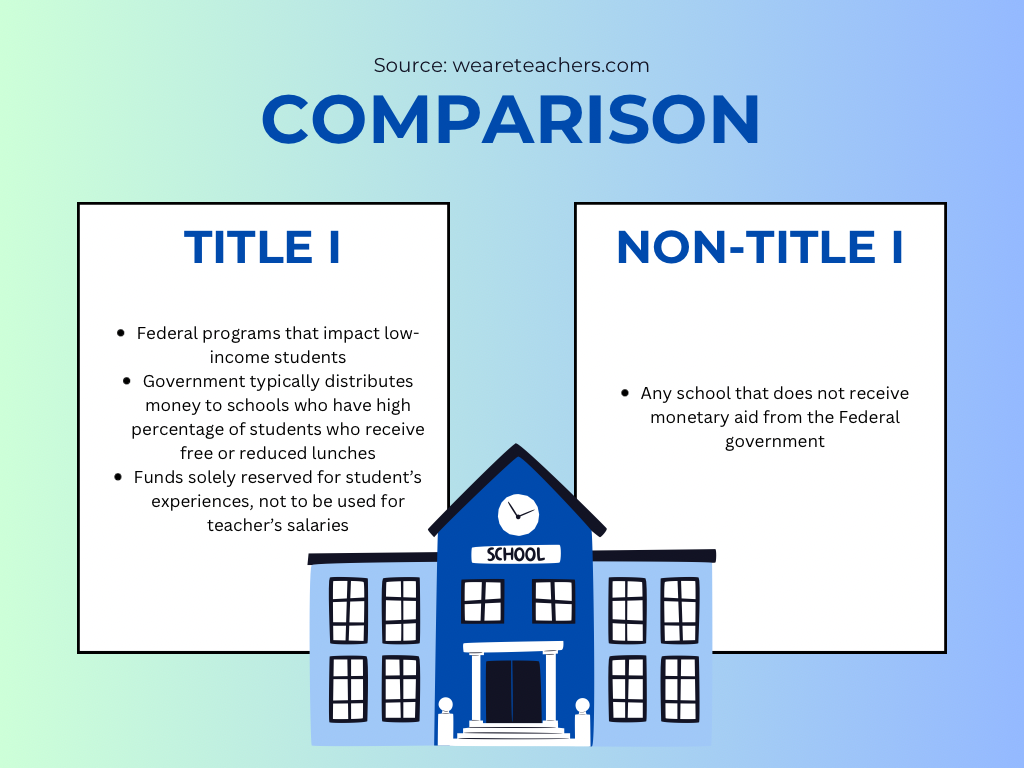 Source: weareteachers.com
COMPARISON
TITLE I
• Federal programs that impact low-
income students
• Government typically distributes
money to schools who have high
percentage of students who receive
free or reduced lunches
• Funds solely reserved for student’s
experiences, not to be used for
teacher’s salaries
NON-TITLE I
• Any school that does not receive
monetary aid from the Federal
government
SCHOOL